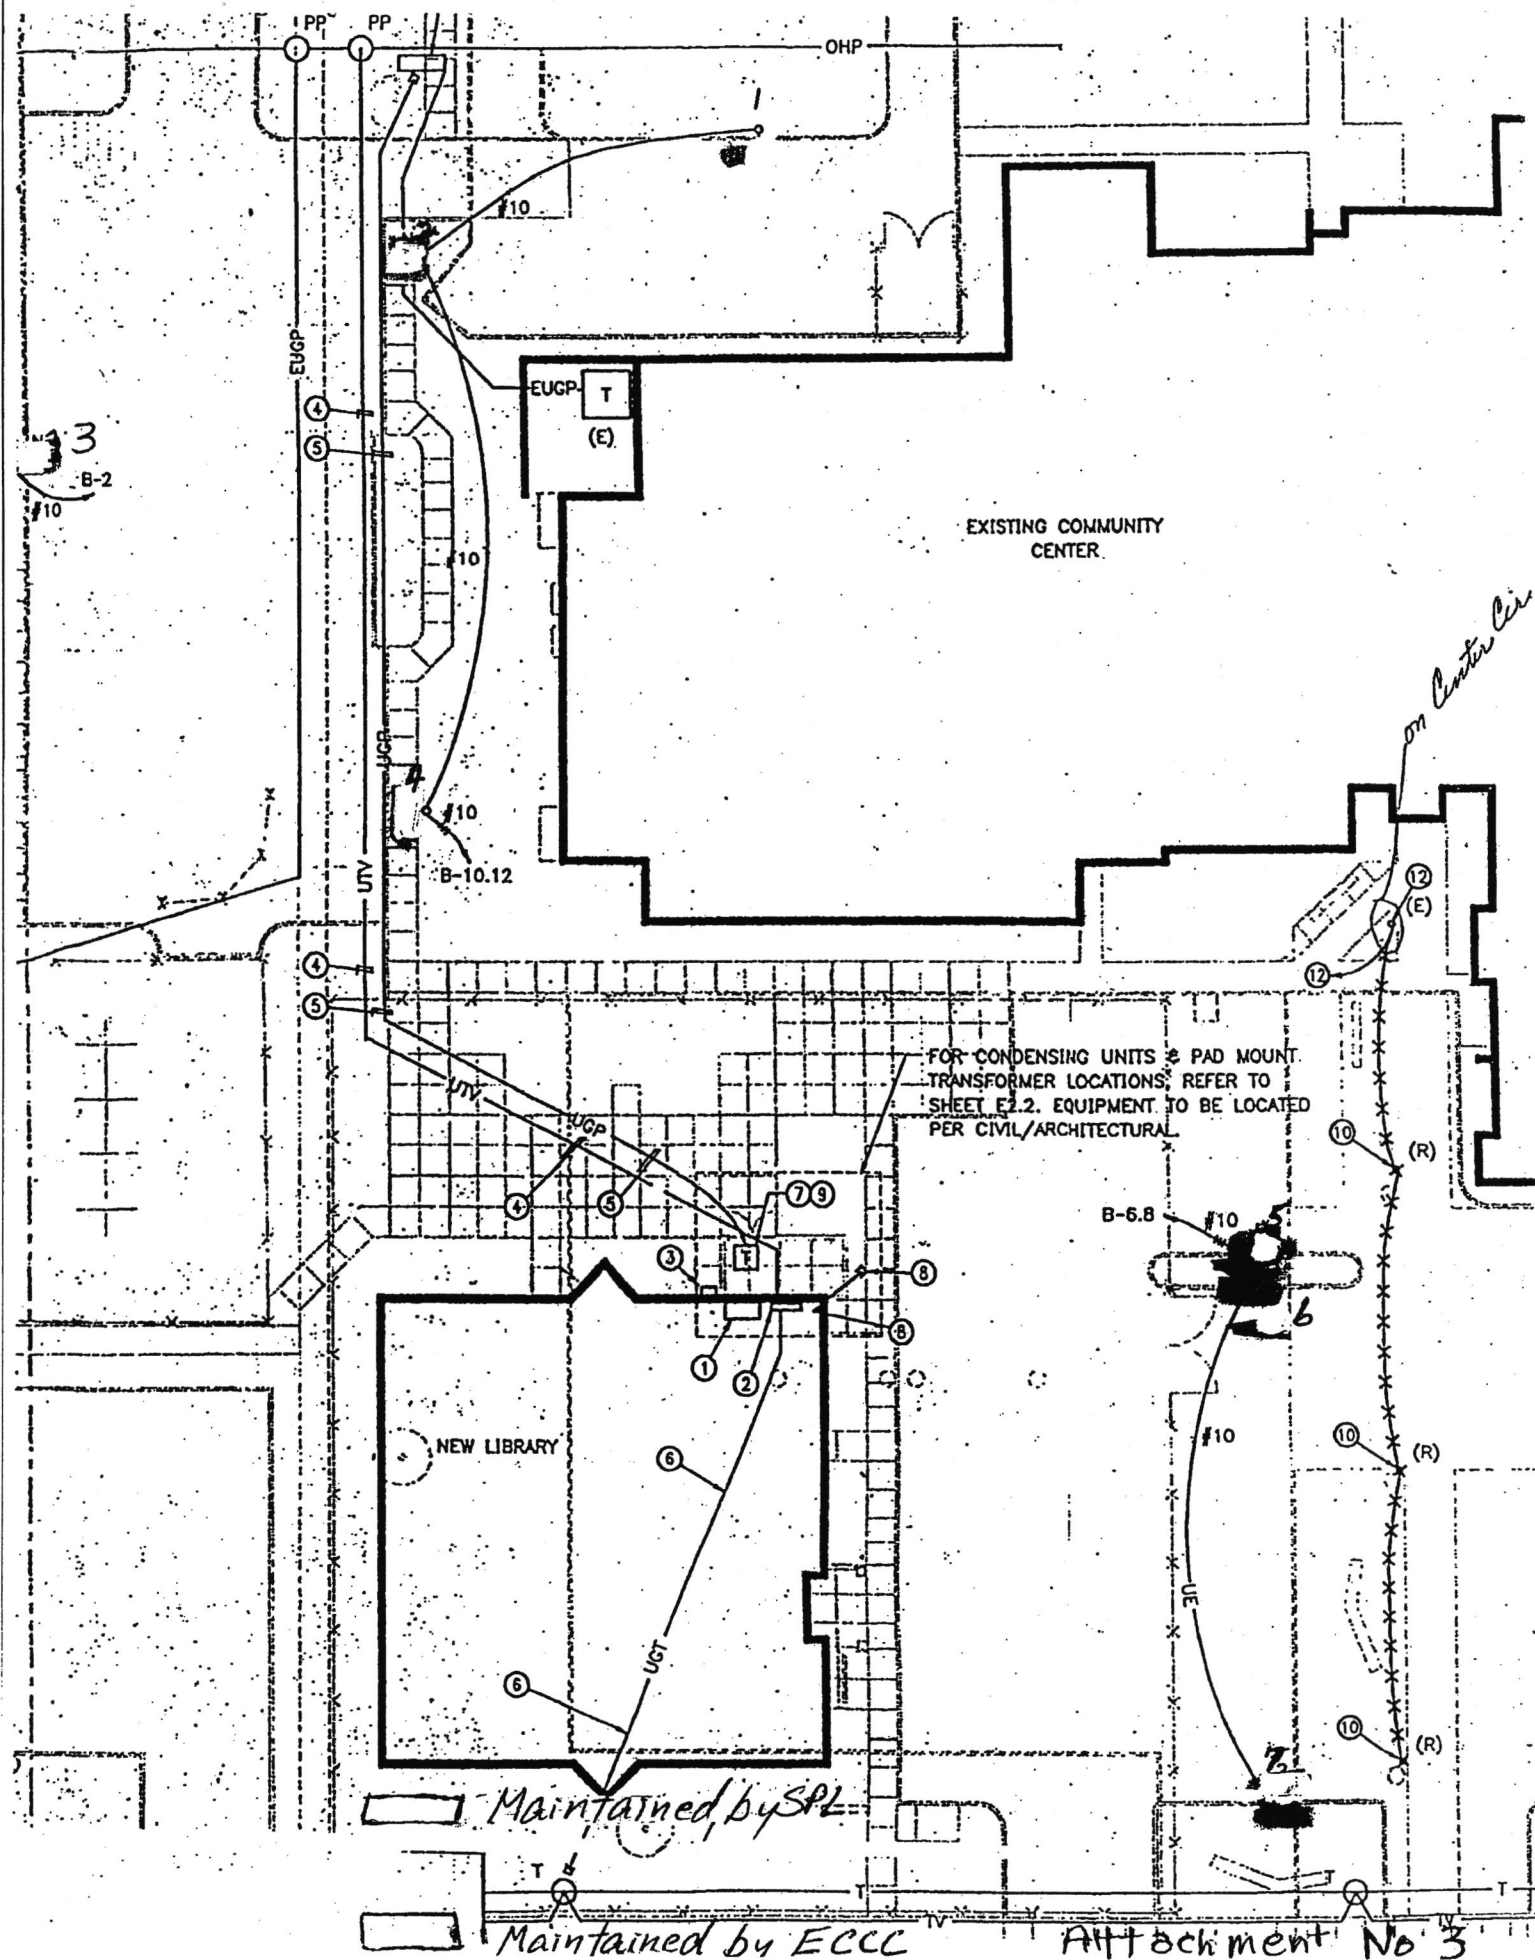 PP PP
OHP
1
#10
EUGP
EUGP T
(E)
4
5
3
B-2
#10
EXISTING COMMUNITY
CENTER
#10
on Center Cir
UGP
4
#10
UTV
B-10.12
12
(E)
12
4
5
FOR CONDENSING UNITS & PAD MOUNT
TRANSFORMER LOCATIONS, REFER TO
SHEET E2.2. EQUIPMENT TO BE LOCATED
PER CIVIL/ARCHITECTURAL.
UTV
UGP
10 (R)
4 5
7 9
B-6.8 #10 5
3 T
8
6
8
1
2
NEW LIBRARY
6
#10
10 (R)
UE
UGT
6
10 (R)
Maintained by SPL
T
T T T
TV TV
Maintained by ECCC
Attachment No 3